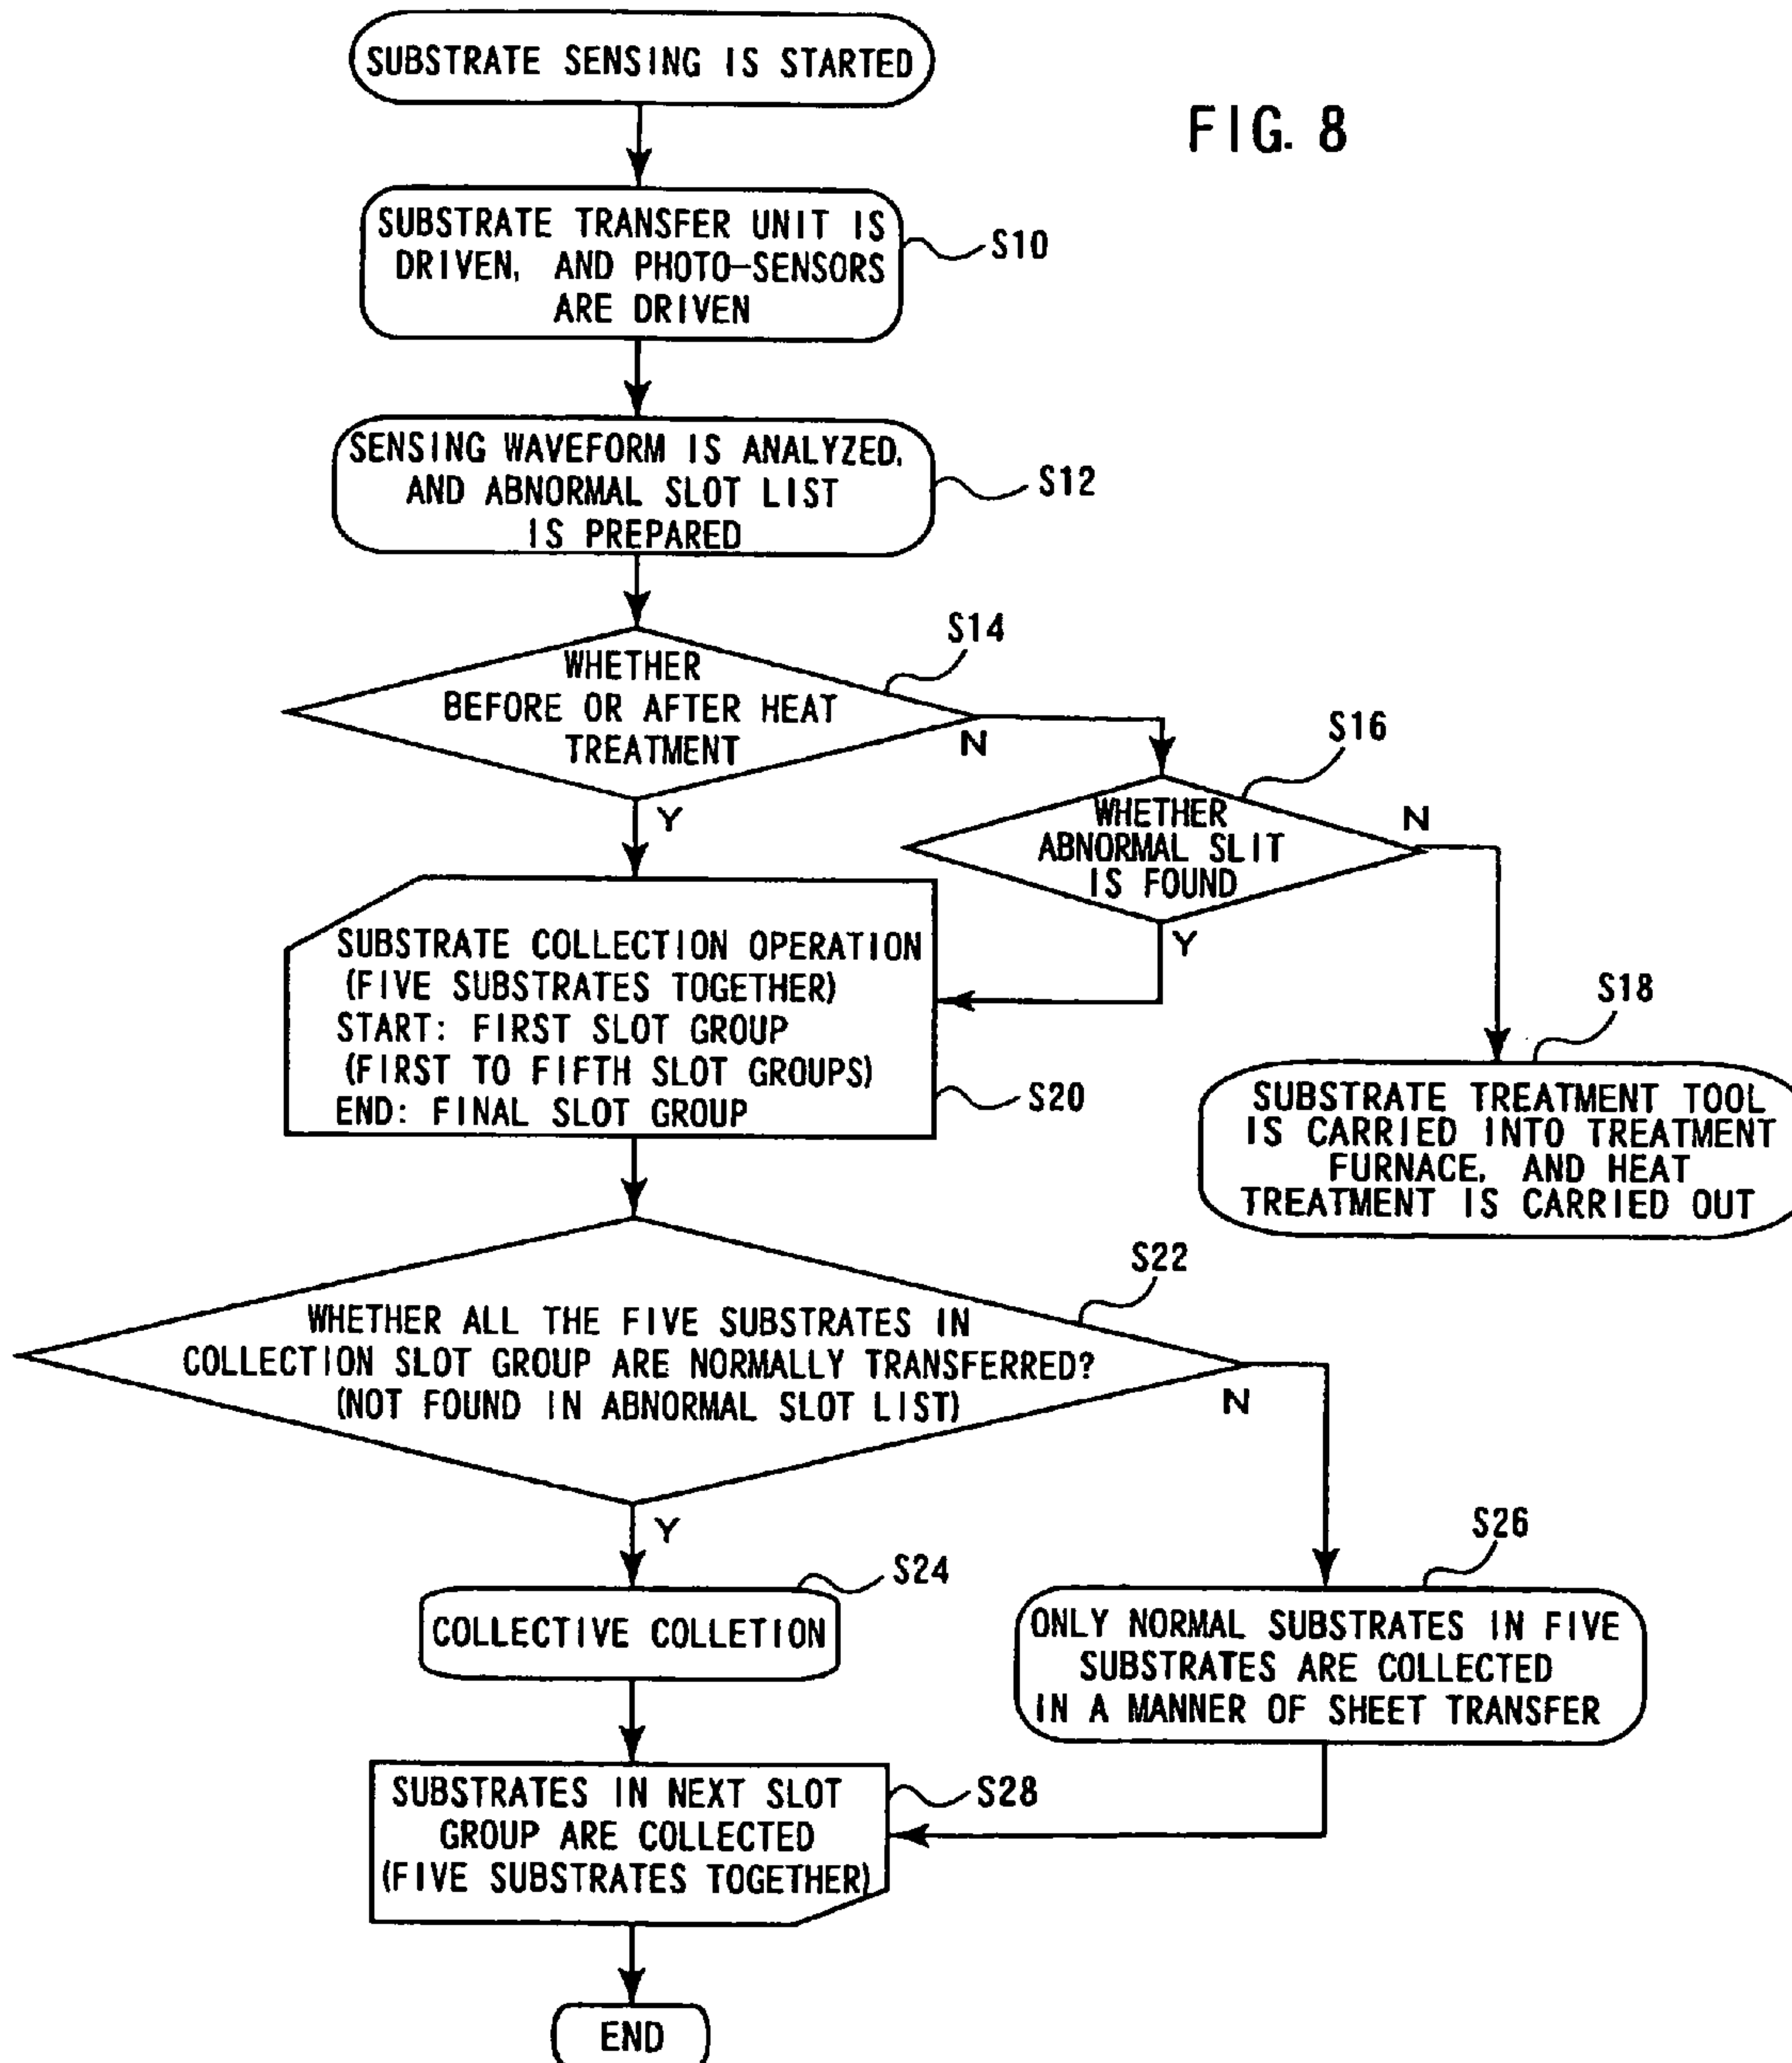 SUBSTRATE SENSING IS STARTED
FIG. 8
SUBSTRATE TRANSFER UNIT IS
DRIVEN, AND PHOTO-SENSORS
ARE DRIVEN
S10
SENSING WAVEFORM IS ANALYZED,
AND ABNORMAL SLOT LIST
IS PREPARED
S12
WHETHER
BEFORE OR AFTER HEAT
TREATMENT
S14
N
Y
WHETHER
ABNORMAL SLIT
IS FOUND
S16
N
Y
SUBSTRATE TREATMENT TOOL
IS CARRIED INTO TREATMENT
FURNACE, AND HEAT
TREATMENT IS CARRIED OUT
S18
SUBSTRATE COLLECTION OPERATION
(FIVE SUBSTRATES TOGETHER)
START: FIRST SLOT GROUP
(FIRST TO FIFTH SLOT GROUPS)
END: FINAL SLOT GROUP
S20
WHETHER ALL THE FIVE SUBSTRATES IN
COLLECTION SLOT GROUP ARE NORMALLY TRANSFERRED?
(NOT FOUND IN ABNORMAL SLOT LIST)
S22
N
Y
COLLECTIVE COLLETION
S24
ONLY NORMAL SUBSTRATES IN FIVE
SUBSTRATES ARE COLLECTED
IN A MANNER OF SHEET TRANSFER
S26
SUBSTRATES IN NEXT SLOT
GROUP ARE COLLECTED
(FIVE SUBSTRATES TOGETHER)
S28
END